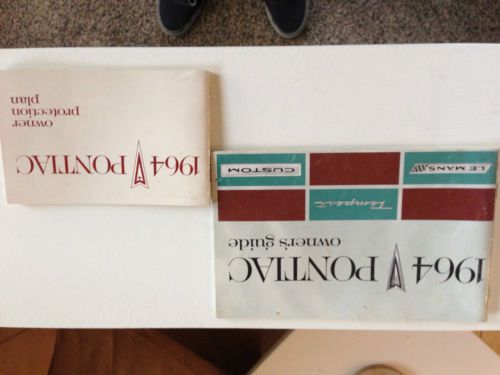 1964 PONTIAC
owner
protection
plan
LE MANS
CUSTOM
Tempest
1964 PONTIAC
owner's guide